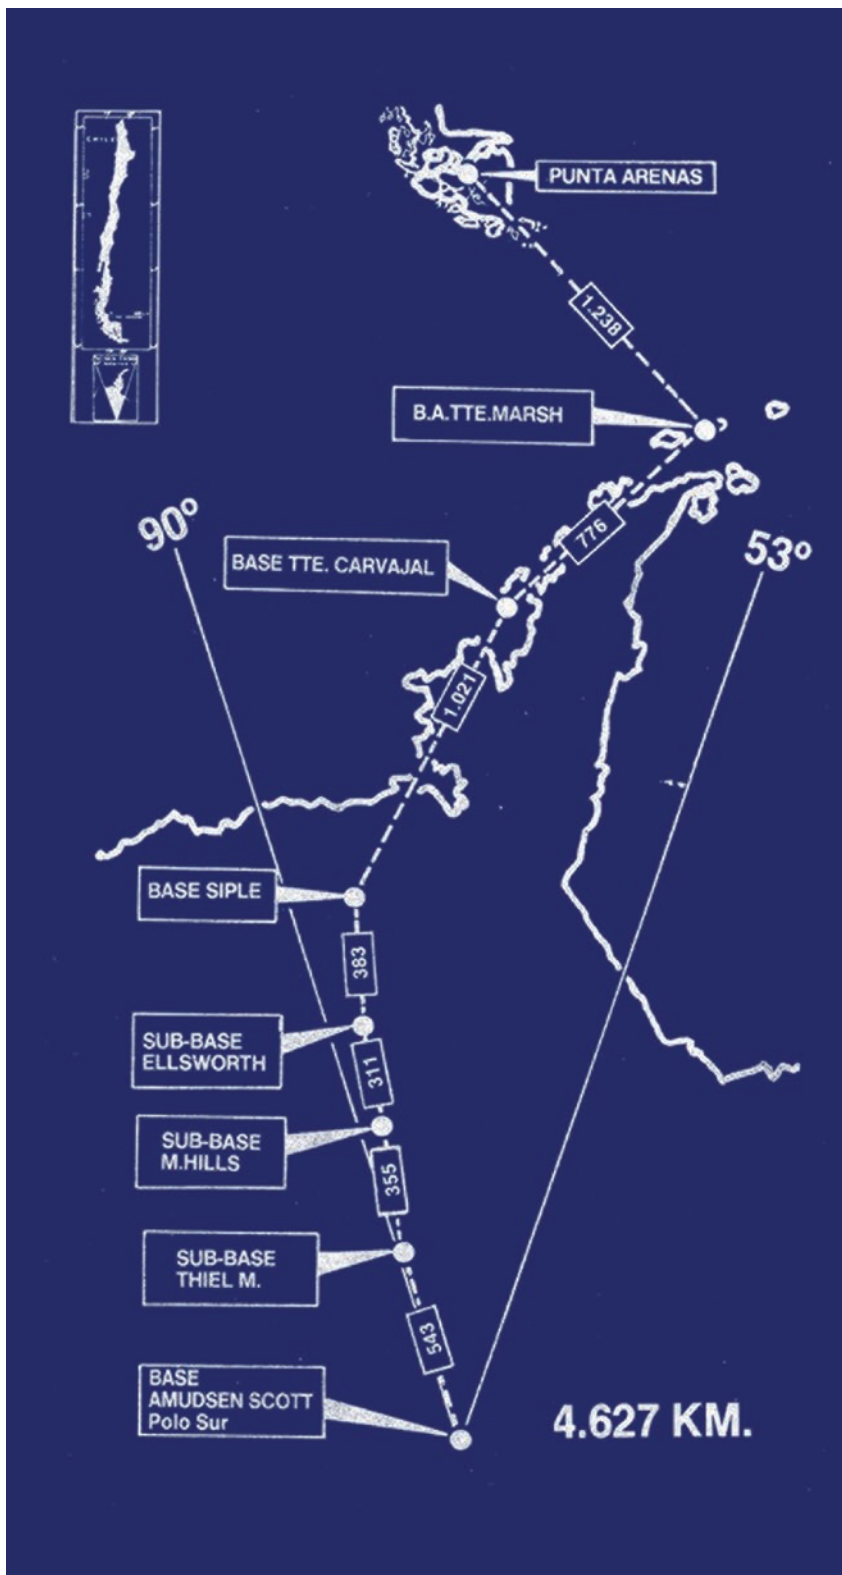 CHILE
PUNTA ARENAS
1.238
B.A.TTE.MARSH
776
90º
53º
BASE TTE. CARVAJAL
1.021
BASE SIPLE
383
SUB-BASE
ELLSWORTH
311
SUB-BASE
M.HILLS
355
SUB-BASE
THIEL M.
543
BASE
AMUDSEN SCOTT
Polo Sur
4.627 KM.